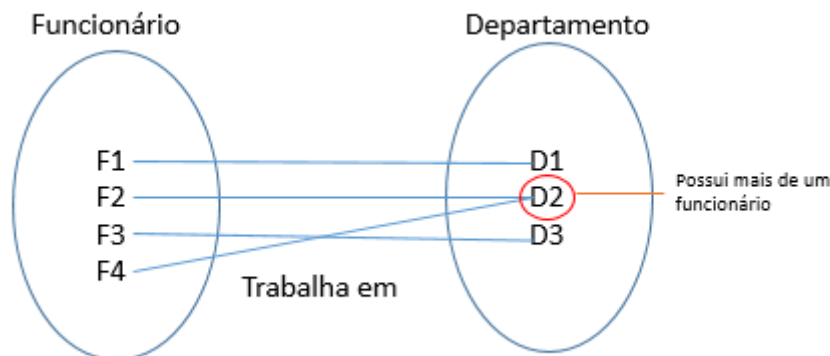 Funcionário
Departamento
F1
D1
F2
D2
Possui mais de um
funcionário
F3
D3
F4
Trabalha em